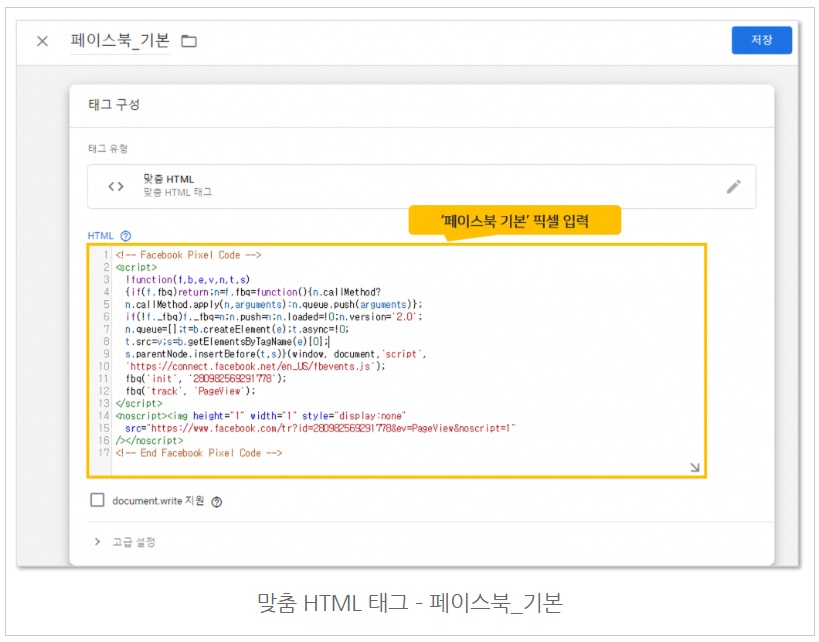 페이스북_기본
저장
태그 구성
태그 유형
맞춤 HTML
맞춤 HTML 태그
'페이스북 기본' 픽셀 입력
HTML
1 <!-- Facebook Pixel Code -->
2 <script>
3 !function(f,b,e,v,n,t,s)
4 {if(f.fbq)return;n=f.fbq=function(){n.callMethod?
5 n.callMethod.apply(n,arguments):n.queue.push(arguments)};
6 if(!f._fbq)f._fbq=n;n.push=n;n.loaded=!0;n.version='2.0';
7 n.queue=[];t=b.createElement(e);t.async=!0;
8 t.src=v;s=b.getElementsByTagName(e)[0];
9 s.parentNode.insertBefore(t,s)}(window, document,'script',
10 'https://connect.facebook.net/en_US/fbevents.js');
11 fbq('init', '280982569291778');
12 fbq('track', 'PageView');
13 </script>
14 <noscript><img height="1" width="1" style="display:none"
15 src="https://www.facebook.com/tr?id=280982569291778&ev=PageView&noscript=1"
16 /></noscript>
17 <!-- End Facebook Pixel Code -->
document.write 지원
고급 설정
맞춤 HTML 태그 - 페이스북_기본